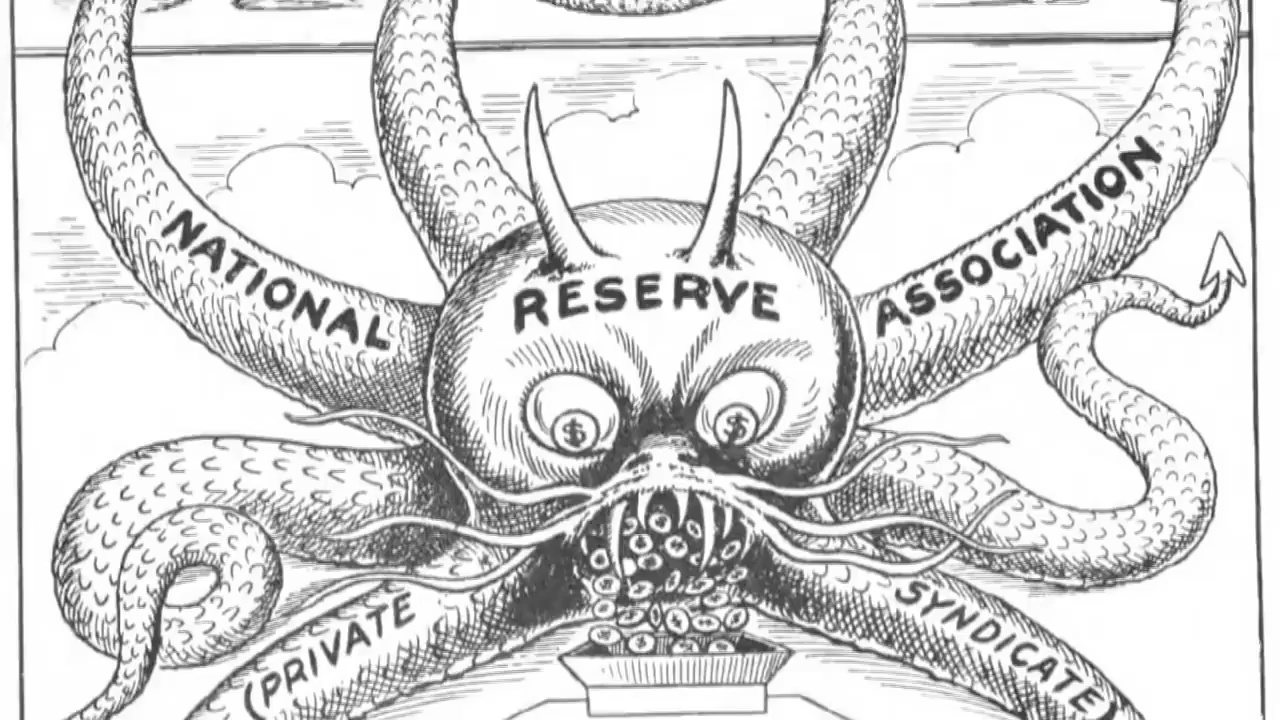 NATIONAL
RESERVE
ASSOCIATION
$ $
(PRIVATE
SYNDICATE)